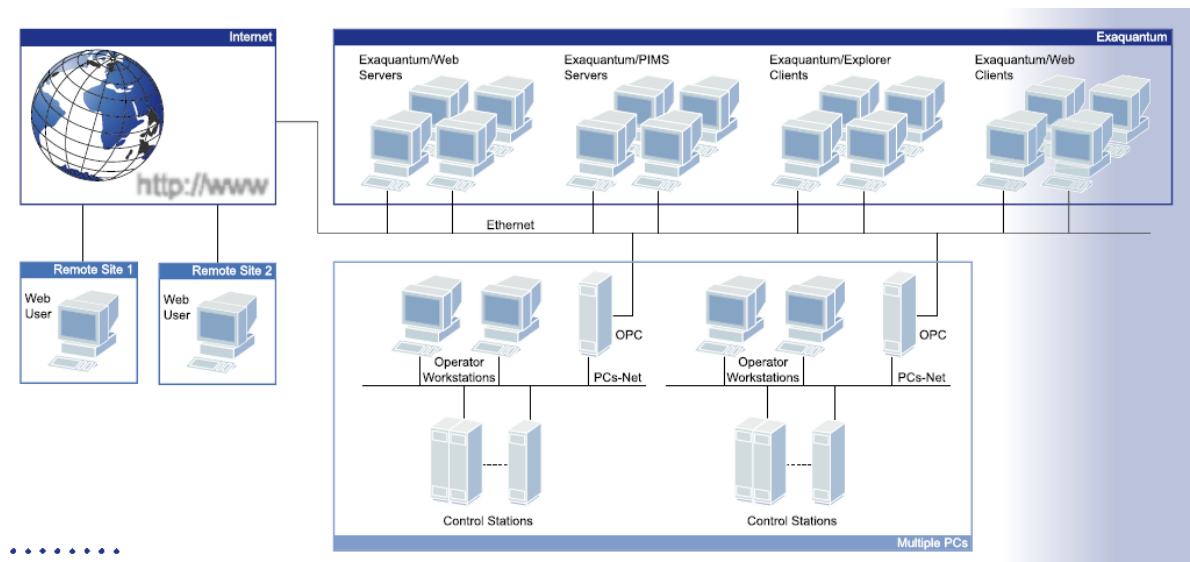 Internet
http://www
Remote Site 1
Web
User
Remote Site 2
Web
User
Exaquantum
Exaquantum/Web
Servers
Exaquantum/PIMS
Servers
Exaquantum/Explorer
Clients
Exaquantum/Web
Clients
Ethernet
OPC
Operator
Workstations
PCs-Net
Control Stations
OPC
Operator
Workstations
PCs-Net
Control Stations
Multiple PCs